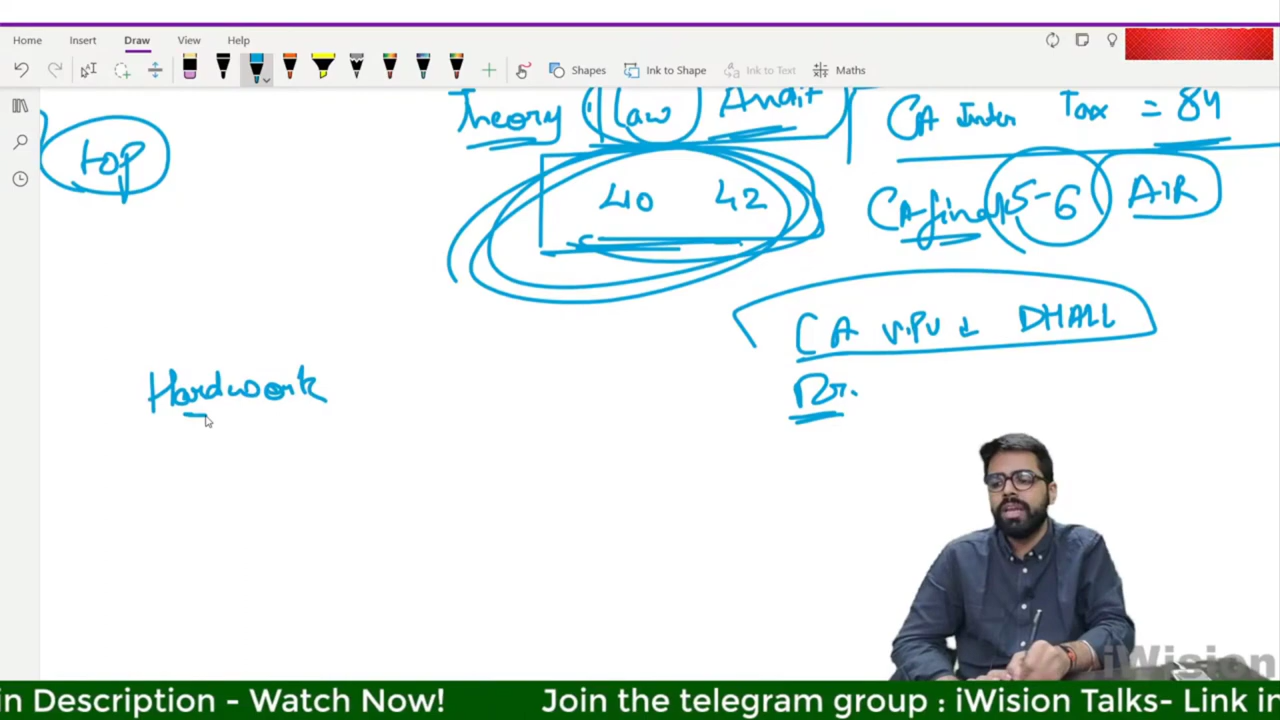 Home Insert Draw View Help
Shapes Ink to Shape Ink to Text Maths
Theory (Law) Audit
CA Inter Tax = 84
top
40 42
CA final 5-6 AIR
CA VIPUL DHALL
Hardwork
Dr.
iWision
in Description - Watch Now! Join the telegram group : iWision Talks- Link in